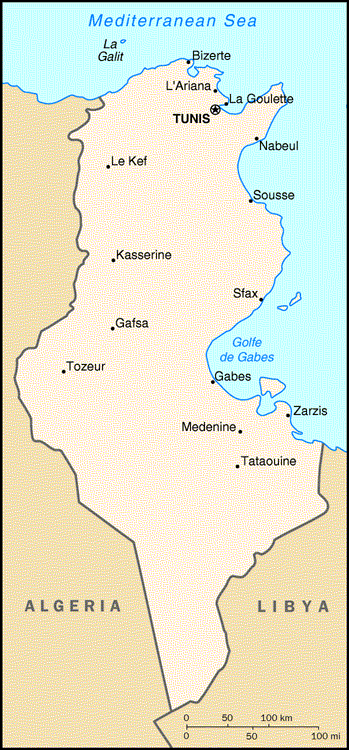 Mediterranean Sea
La
Galit
Bizerte
L'Ariana
La Goulette
TUNIS
Nabeul
Le Kef
Sousse
Kasserine
Sfax
Gafsa
Golfe
de Gabes
Tozeur
Gabes
Zarzis
Medenine
Tataouine
ALGERIA
LIBYA
0 50 100 km
0 50 100 mi